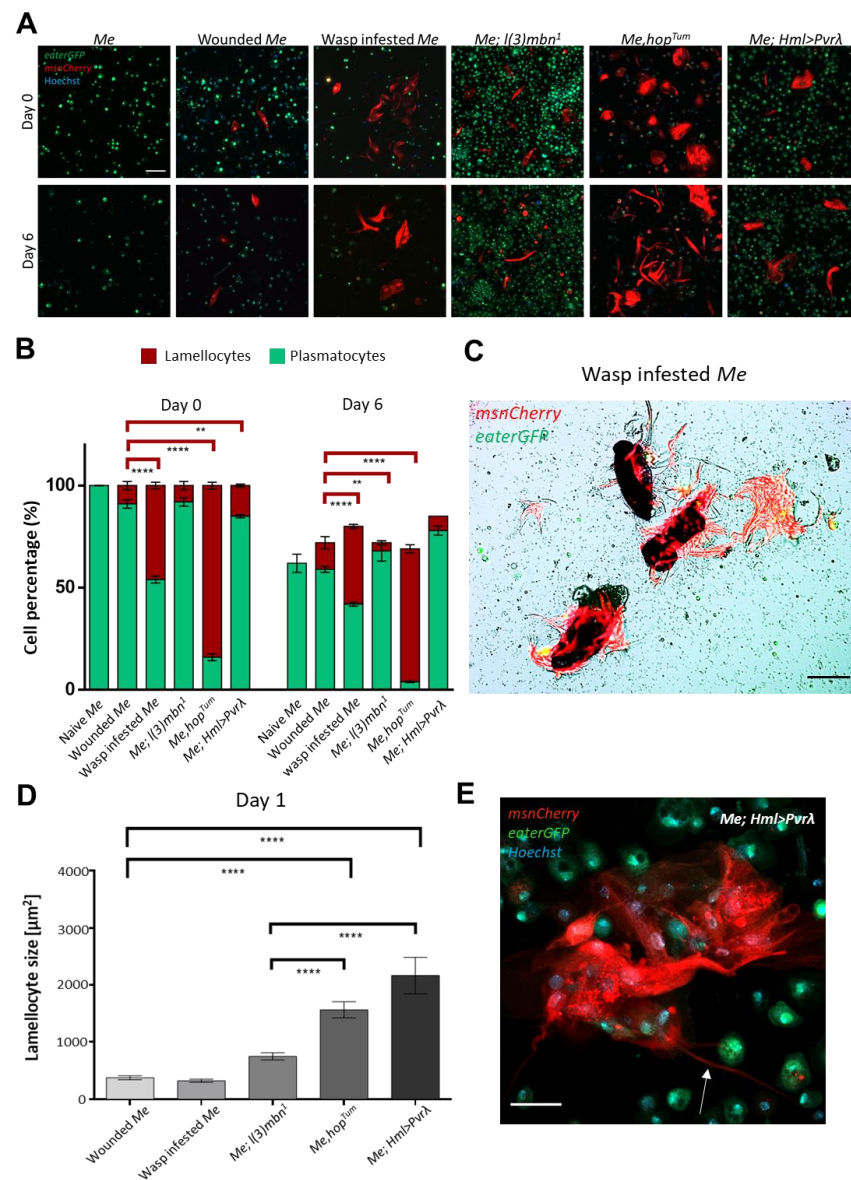 A
Me
Wounded Me
Wasp infested Me
Me; l(3)mbn¹
Me,hopTum
Me; Hml>Pvrλ
eaterGFP
msnCherry
Hoechst
Day 0
Day 6
B
Lamellocytes
Plasmatocytes
Day 0
Day 6
**
****
****
****
**
****
Cell percentage (%)
100
50
0
Naive Me
Wounded Me
Wasp infested Me
Me; l(3)mbn¹
Me,hopTum
Me; Hml>Pvrλ
Naive Me
Wounded Me
wasp infested Me
Me; l(3)mbn¹
Me,hopTum
Me; Hml>Pvrλ
C
Wasp infested Me
msnCherry
eaterGFP
D
Day 1
****
****
****
****
Lamellocyte size [µm²]
4000
3000
2000
1000
0
Wounded Me
Wasp infested Me
Me; l(3)mbn¹
Me,hopTum
Me; Hml>Pvrλ
E
msnCherry
eaterGFP
Hoechst
Me; Hml>Pvrλ